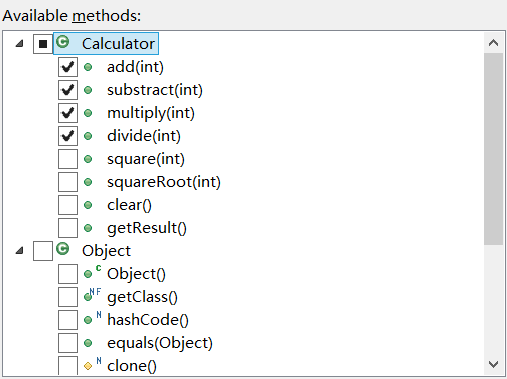 Available methods:
Calculator
add(int)
substract(int)
multiply(int)
divide(int)
square(int)
squareRoot(int)
clear()
getResult()
Object
C Object()
N F getClass()
N hashCode()
equals(Object)
N clone()